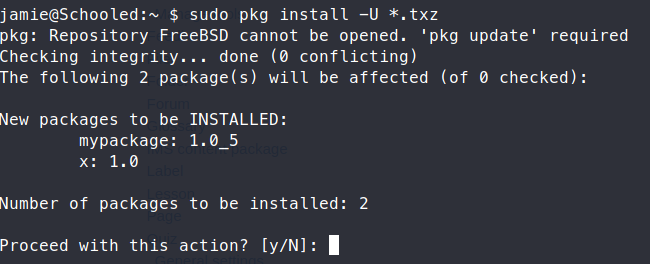 jamie@Schooled:~ $ sudo pkg install -U *.txz
pkg: Repository FreeBSD cannot be opened. 'pkg update' required
Checking integrity... done (0 conflicting)
The following 2 package(s) will be affected (of 0 checked):
New packages to be INSTALLED:
mypackage: 1.0_5
x: 1.0
Number of packages to be installed: 2
Proceed with this action? [y/N]: